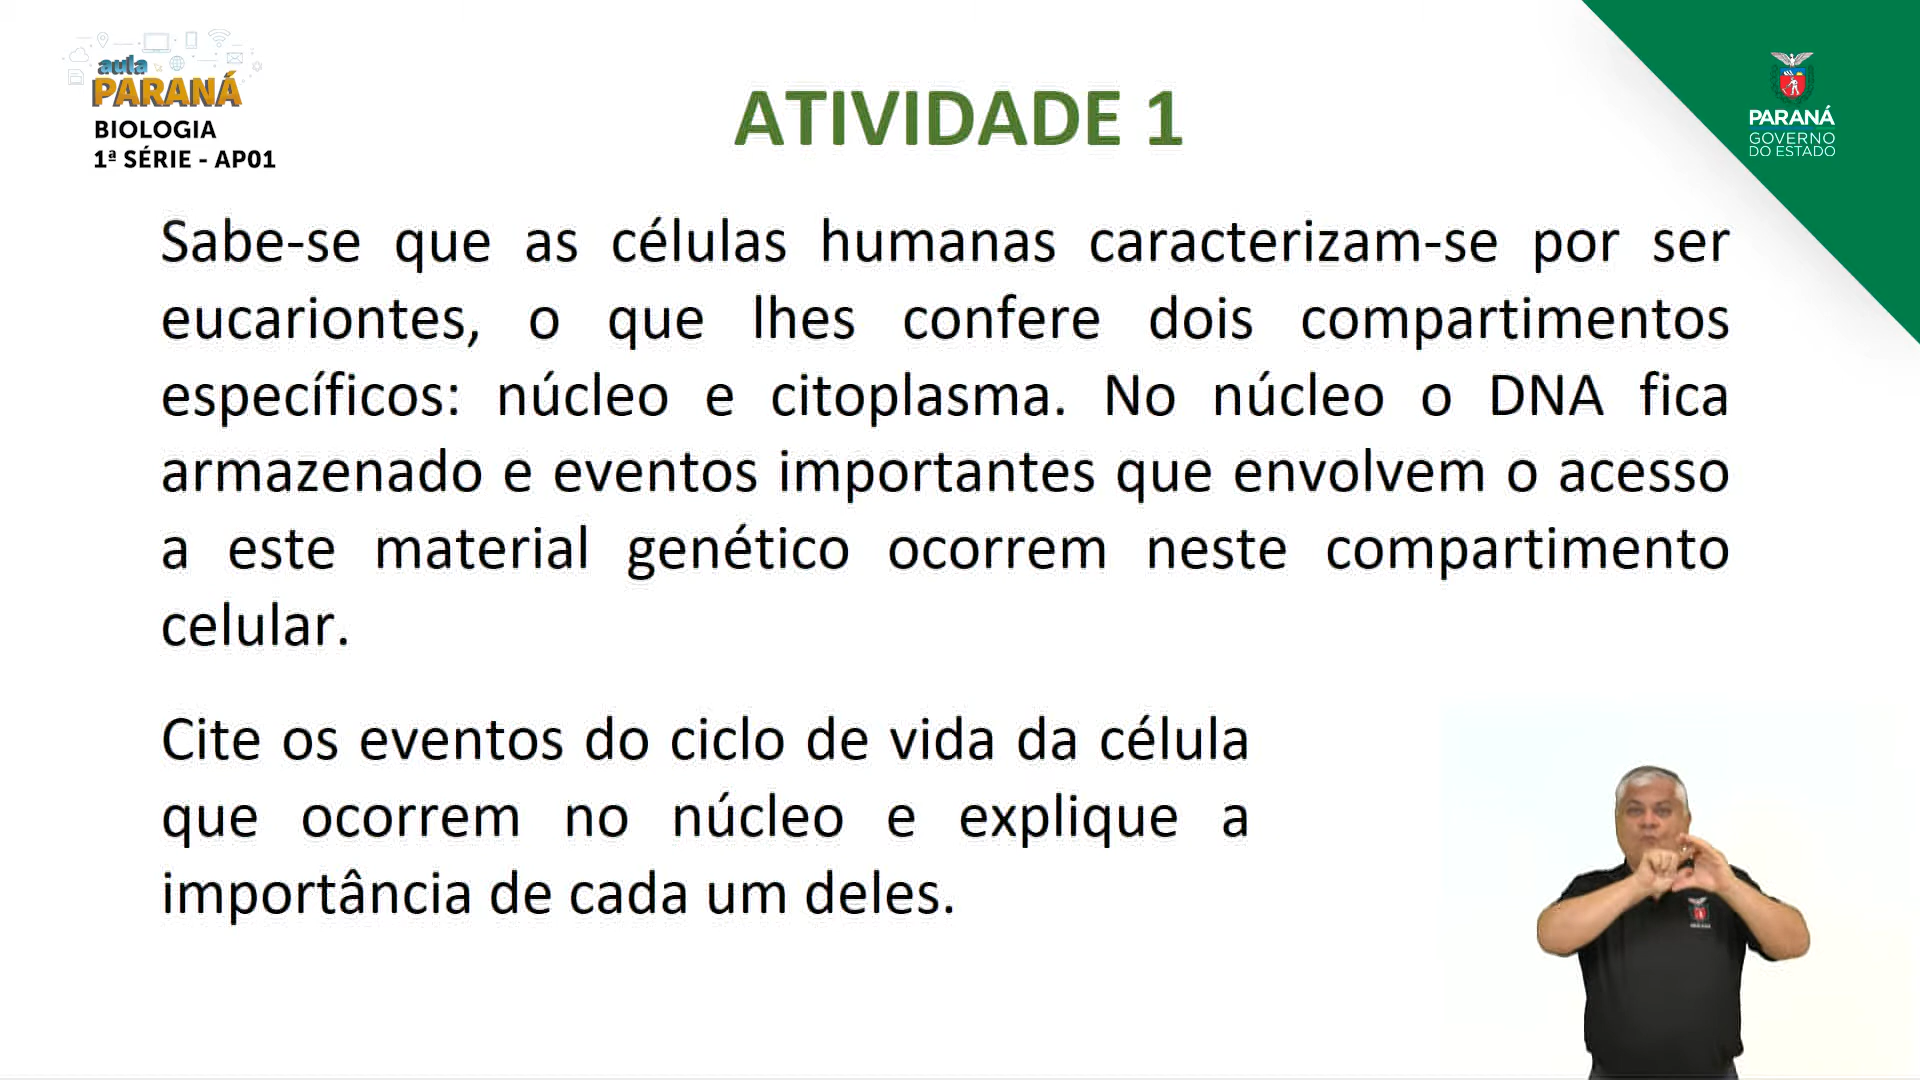 aula
PARANÁ
BIOLOGIA
1ª SÉRIE - AP01
ATIVIDADE 1
PARANÁ
GOVERNO
DO ESTADO
Sabe-se que as células humanas caracterizam-se por ser
eucariontes, o que lhes confere dois compartimentos
específicos: núcleo e citoplasma. No núcleo o DNA fica
armazenado e eventos importantes que envolvem o acesso
a este material genético ocorrem neste compartimento
celular.
Cite os eventos do ciclo de vida da célula
que ocorrem no núcleo e explique a
importância de cada um deles.